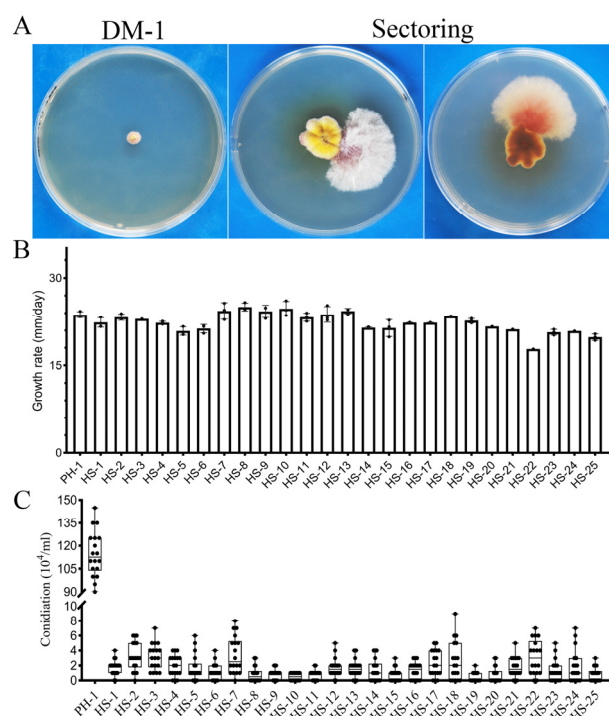 A
DM-1 Sectoring
B
Growth rate (mm/day)
30
15
0
PH-1 HS-1 HS-2 HS-3 HS-4 HS-5 HS-6 HS-7 HS-8 HS-9 HS-10 HS-11 HS-12 HS-13 HS-14 HS-15 HS-16 HS-17 HS-18 HS-19 HS-20 HS-21 HS-22 HS-23 HS-24 HS-25
C
Conidiation (10⁴/ml)
150
135
120
105
90
10
8
6
4
2
0
PH-1 HS-1 HS-2 HS-3 HS-4 HS-5 HS-6 HS-7 HS-8 HS-9 HS-10 HS-11 HS-12 HS-13 HS-14 HS-15 HS-16 HS-17 HS-18 HS-19 HS-20 HS-21 HS-22 HS-23 HS-24 HS-25